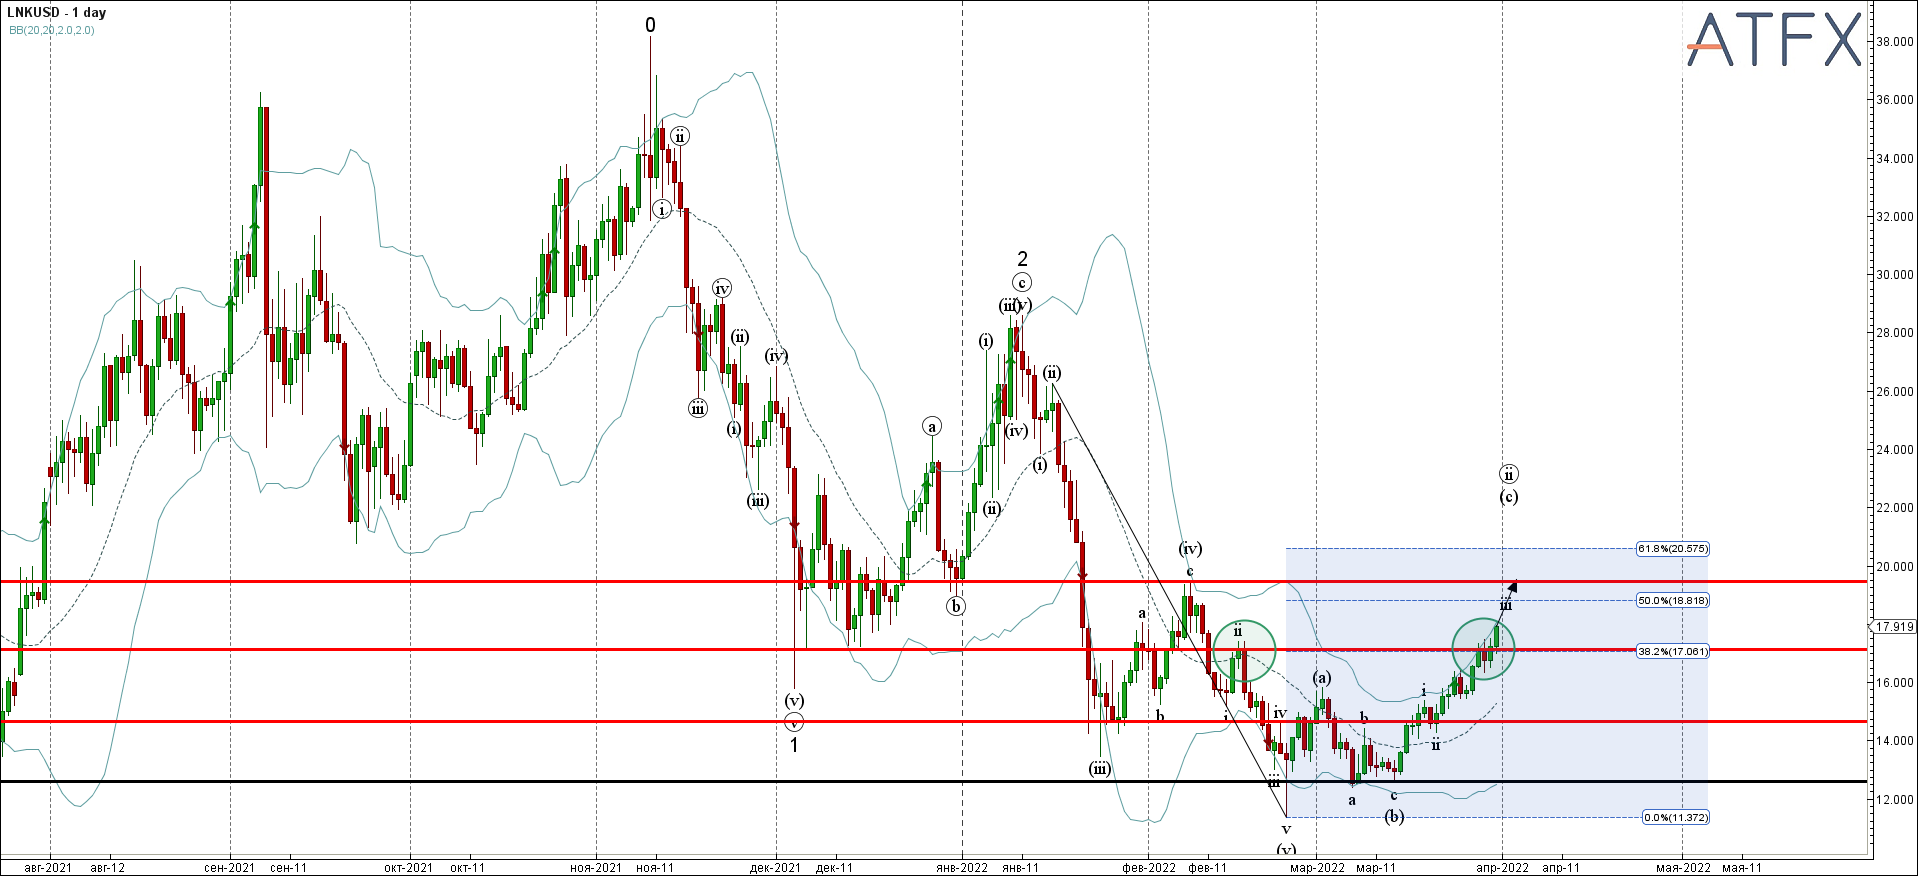 LNKUSD - 1 day
BB(20,20,2.0,2.0)
ATFX
0
ii
i
iv
iii
(ii)
(iv)
(i)
(iii)
(v)
v
1
a
b
2
c
(iii)
(v)
(i)
(iv)
(ii)
(i)
(ii)
(iii)
(iv)
c
a
b
ii
i
iv
iii
v
(v)
(a)
b
a
c
(b)
i
ii
iii
ii
(c)
61.8%(20.575)
50.0%(18.818)
38.2%(17.061)
0.0%(11.372)
38.000
36.000
34.000
32.000
30.000
28.000
26.000
24.000
22.000
20.000
17.919
16.000
14.000
12.000
авг-2021 авг-12 сен-2021 сен-11 окт-2021 окт-11 ноя-2021 ноя-11 дек-2021 дек-11 янв-2022 янв-11 фев-2022 фев-11 мар-2022 мар-11 апр-2022 апр-11 мая-2022 мая-11